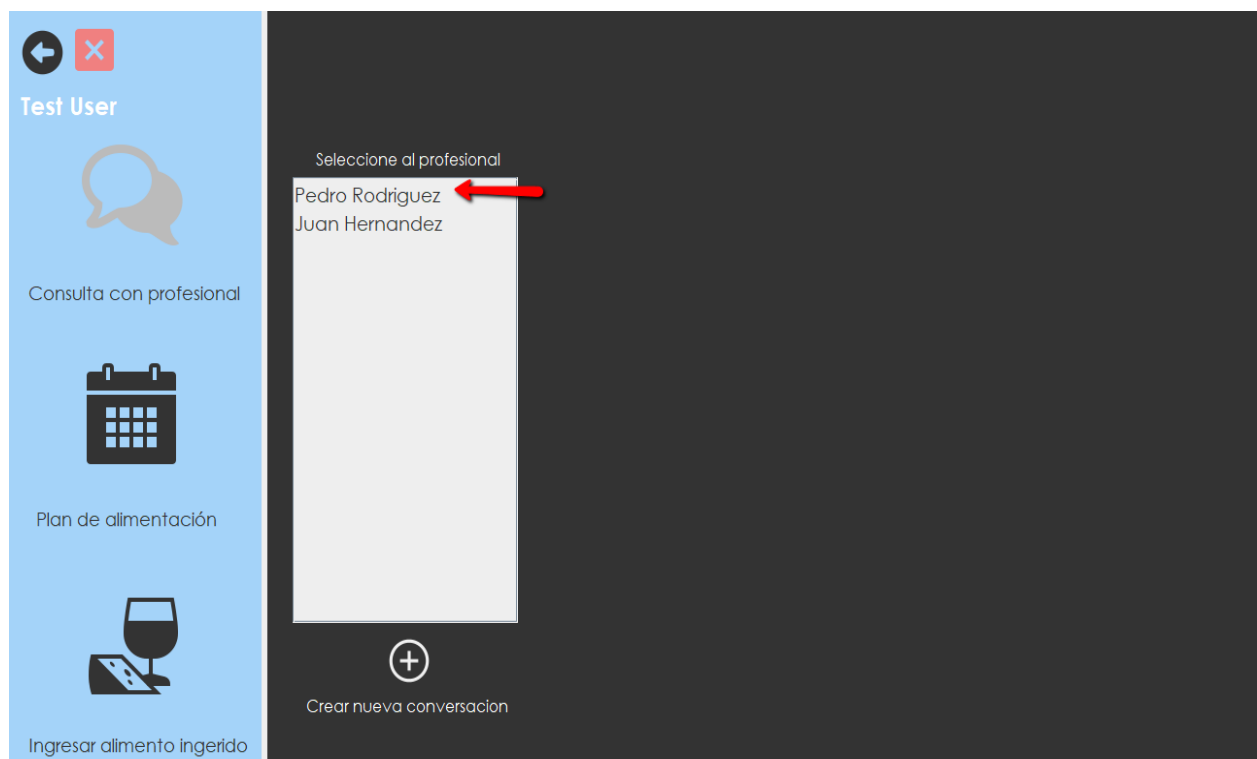 Test User
Consulta con profesional
Plan de alimentación
Ingresar alimento ingerido
Seleccione al profesional
Pedro Rodriguez
Juan Hernandez
Crear nueva conversacion